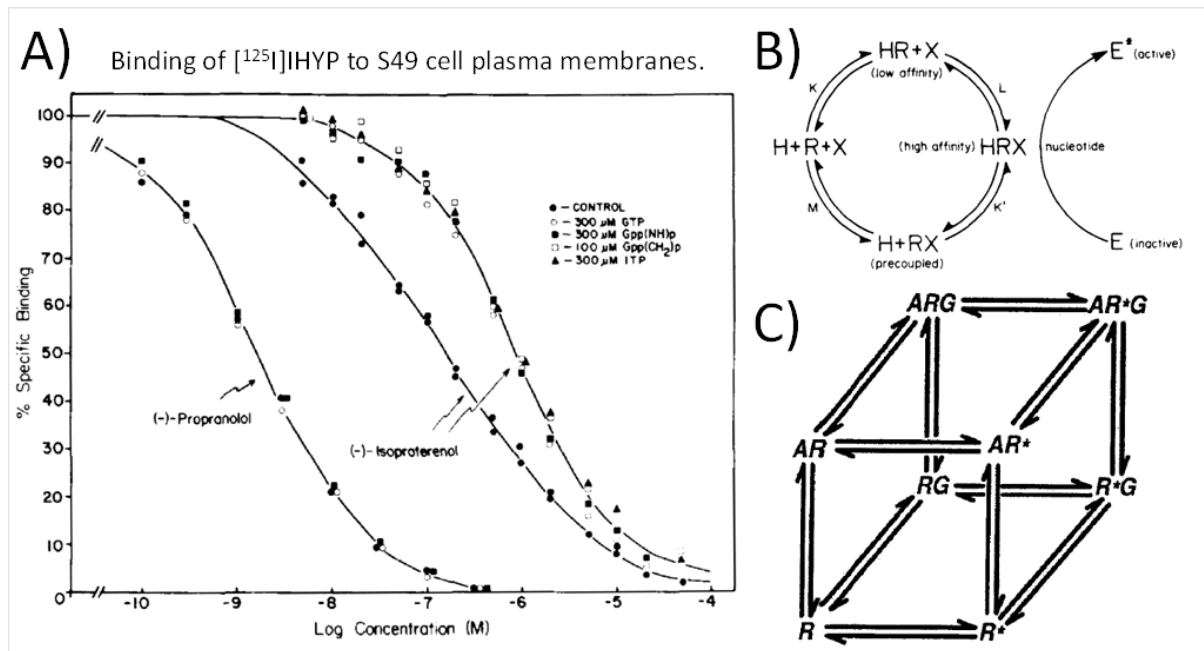 A)
Binding of [¹²⁵I]IHYP to S49 cell plasma membranes.
% Specific Binding
100
90
80
70
60
50
40
30
20
10
0
(-)-Propranolol
(-)-Isoproterenol
● - CONTROL
○ - 300 µM GTP
■ - 300 µM Gpp(NH)p
□ - 100 µM Gpp(CH₂)p
▲ - 300 µM ITP
-10 -9 -8 -7 -6 -5 -4
Log Concentration (M)
B)
HR+X
(low affinity)
K
L
H+R+X
(high affinity) HRX
M
K'
H+RX
(precoupled)
E* (active)
nucleotide
E (inactive)
C)
ARG AR*G
AR AR*
RG R*G
R R*